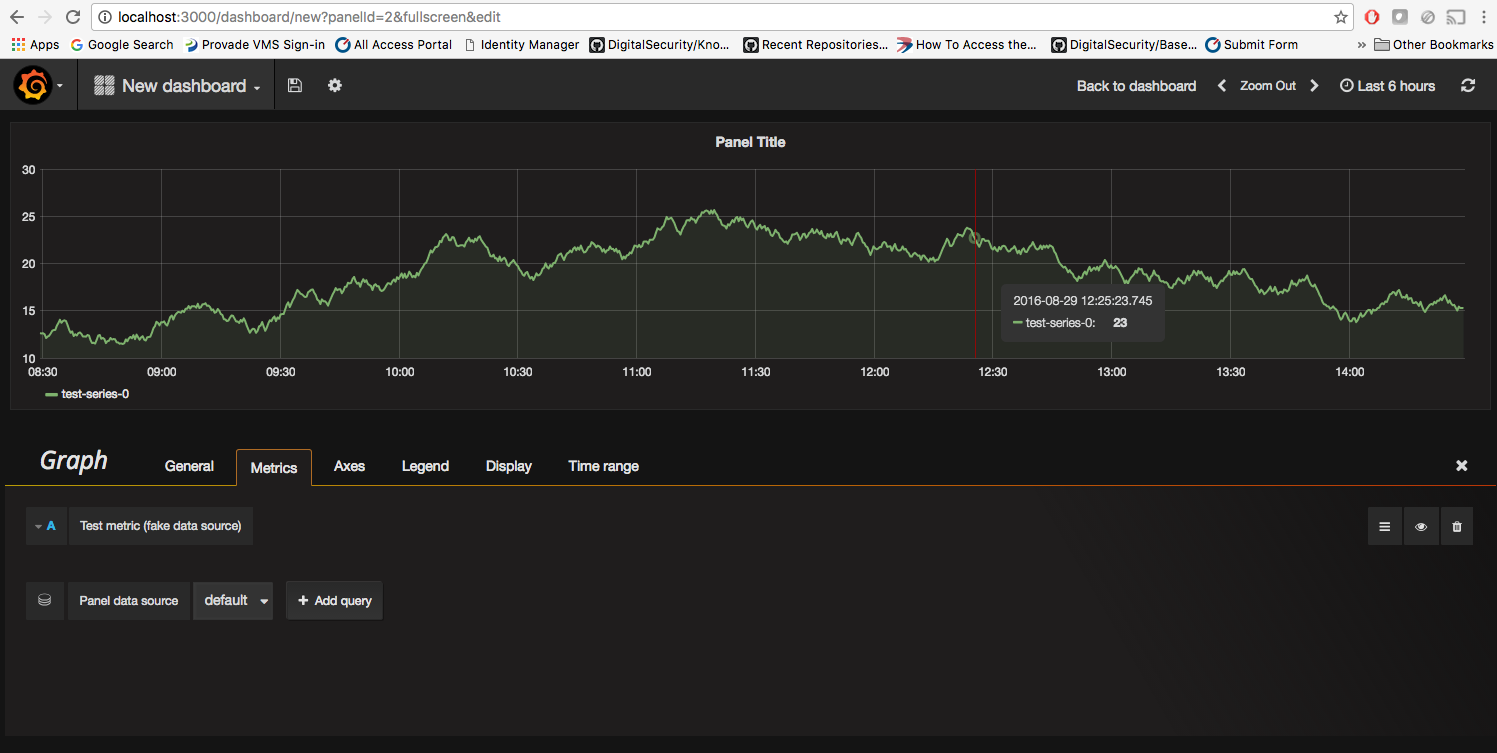 localhost:3000/dashboard/new?panelId=2&fullscreen&edit
Apps Google Search Provade VMS Sign-in All Access Portal Identity Manager DigitalSecurity/Kno... Recent Repositories... How To Access the... DigitalSecurity/Base... Submit Form » Other Bookmarks
New dashboard Back to dashboard Zoom Out Last 6 hours
Panel Title
30
25
20
15
10
2016-08-29 12:25:23.745
test-series-0: 23
08:30 09:00 09:30 10:00 10:30 11:00 11:30 12:00 12:30 13:00 13:30 14:00
test-series-0
Graph General Metrics Axes Legend Display Time range
A Test metric (fake data source)
Panel data source default + Add query